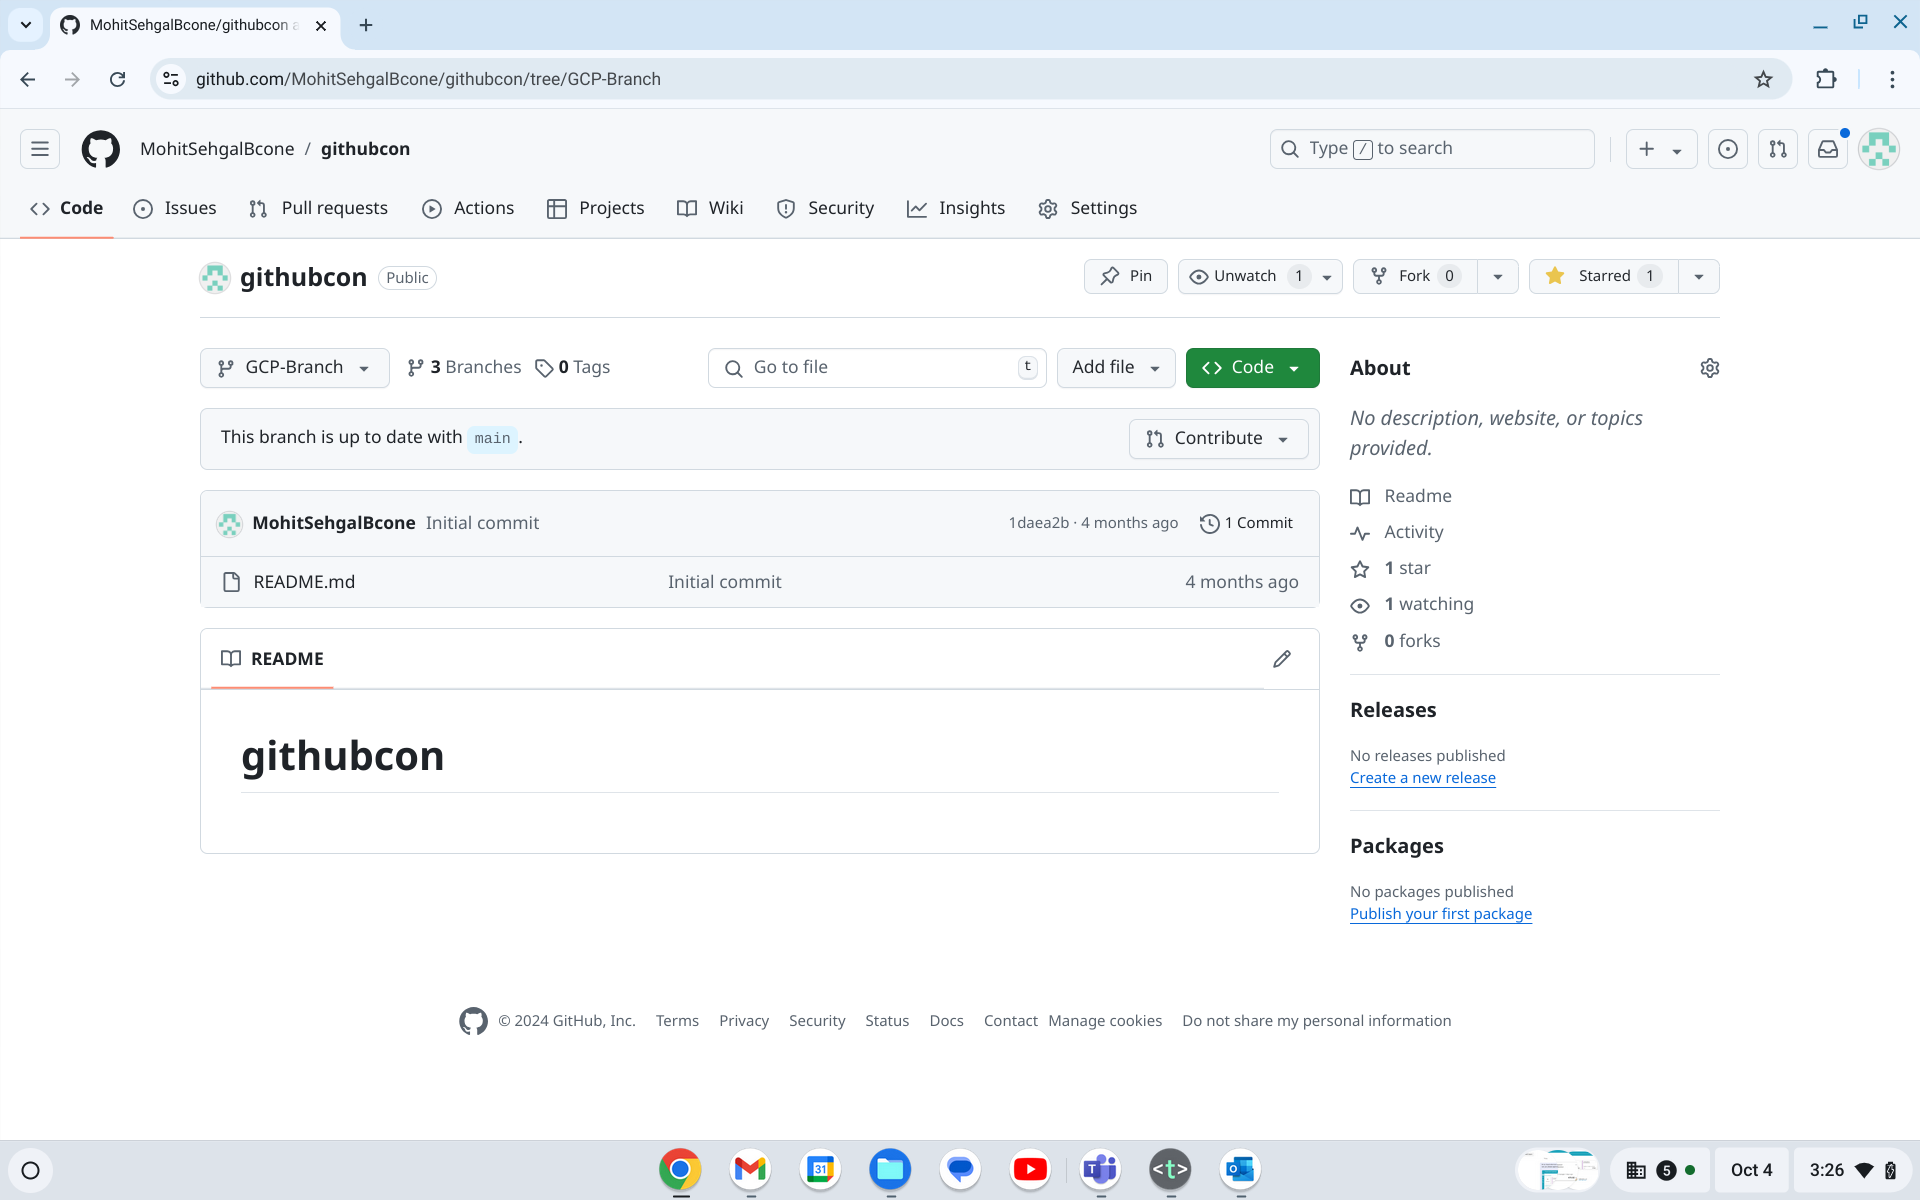 MohitSehgalBcone/githubcon a
github.com/MohitSehgalBcone/githubcon/tree/GCP-Branch
MohitSehgalBcone / githubcon
Type / to search
Code Issues Pull requests Actions Projects Wiki Security Insights Settings
githubcon Public
Pin Unwatch 1 Fork 0 Starred 1
GCP-Branch 3 Branches 0 Tags Go to file t Add file Code
This branch is up to date with main .
Contribute
MohitSehgalBcone Initial commit 1daea2b · 4 months ago 1 Commit
README.md Initial commit 4 months ago
README
githubcon
About
No description, website, or topics
provided.
Readme
Activity
1 star
1 watching
0 forks
Releases
No releases published
Create a new release
Packages
No packages published
Publish your first package
© 2024 GitHub, Inc. Terms Privacy Security Status Docs Contact Manage cookies Do not share my personal information
31
<t>
5
Oct 4
3:26